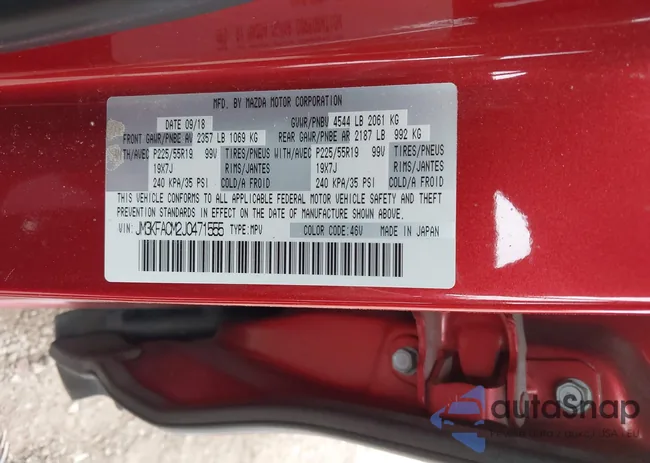 MFD. BY MAZDA MOTOR CORPORATION
DATE 09/18 GVWR/PNBV 4544 LB 2061 KG
FRONT GAWR/PNBE AV 2357 LB 1069 KG REAR GAWR/PNBE AR 2187 LB 992 KG
WITH/AVEC P225/55R19 99V TIRES/PNEUS WITH/AVEC P225/55R19 99V TIRES/PNEUS
19X7J RIMS/JANTES 19X7J RIMS/JANTES
240 KPA/35 PSI COLD/A FROID 240 KPA/35 PSI COLD/A FROID
THIS VEHICLE CONFORMS TO ALL APPLICABLE FEDERAL MOTOR VEHICLE SAFETY, BUMPER, AND THEFT
PREVENTION STANDARDS IN EFFECT ON THE DATE OF MANUFACTURE SHOWN ABOVE.
VIN: JM3KFACM2J0471555 TYPE: MPV COLOR CODE: 46V MADE IN JAPAN
autoSnap